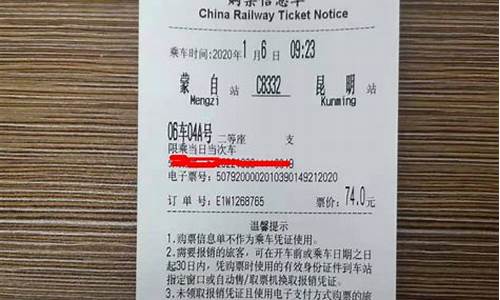 购票信息单
China Railway Ticket Notice
乘车时间:2020年1月6日 09:23
蒙自站 C8332 昆明站
Mengzi Kunming
06车04A号 二等座 支
限乘当日当次车
电子票号: 5079200002010390149212020
订单号: E1W1268765 票价: 74.0元
温馨提示
1.购票信息单不作为乘车凭证使用。
2.需要报销的旅客,可在开车前或乘车日期之日
起30日内,凭购票时使用的有效身份证件到车站
指定窗口或自动售/取票机换取报销凭证。
3.未领取报销凭证且使用电子支付方式购票的旅